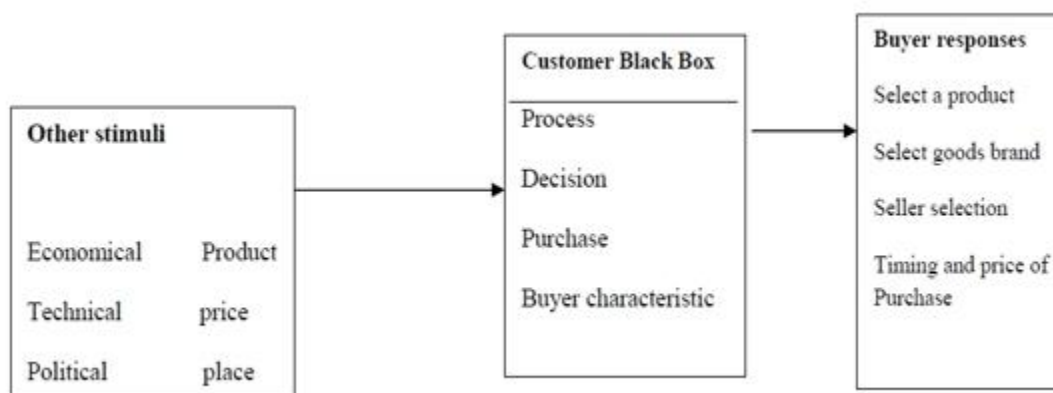 Other stimuli
Economical Product
Technical price
Political place
Customer Black Box
Process
Decision
Purchase
Buyer characteristic
Buyer responses
Select a product
Select goods brand
Seller selection
Timing and price of
Purchase